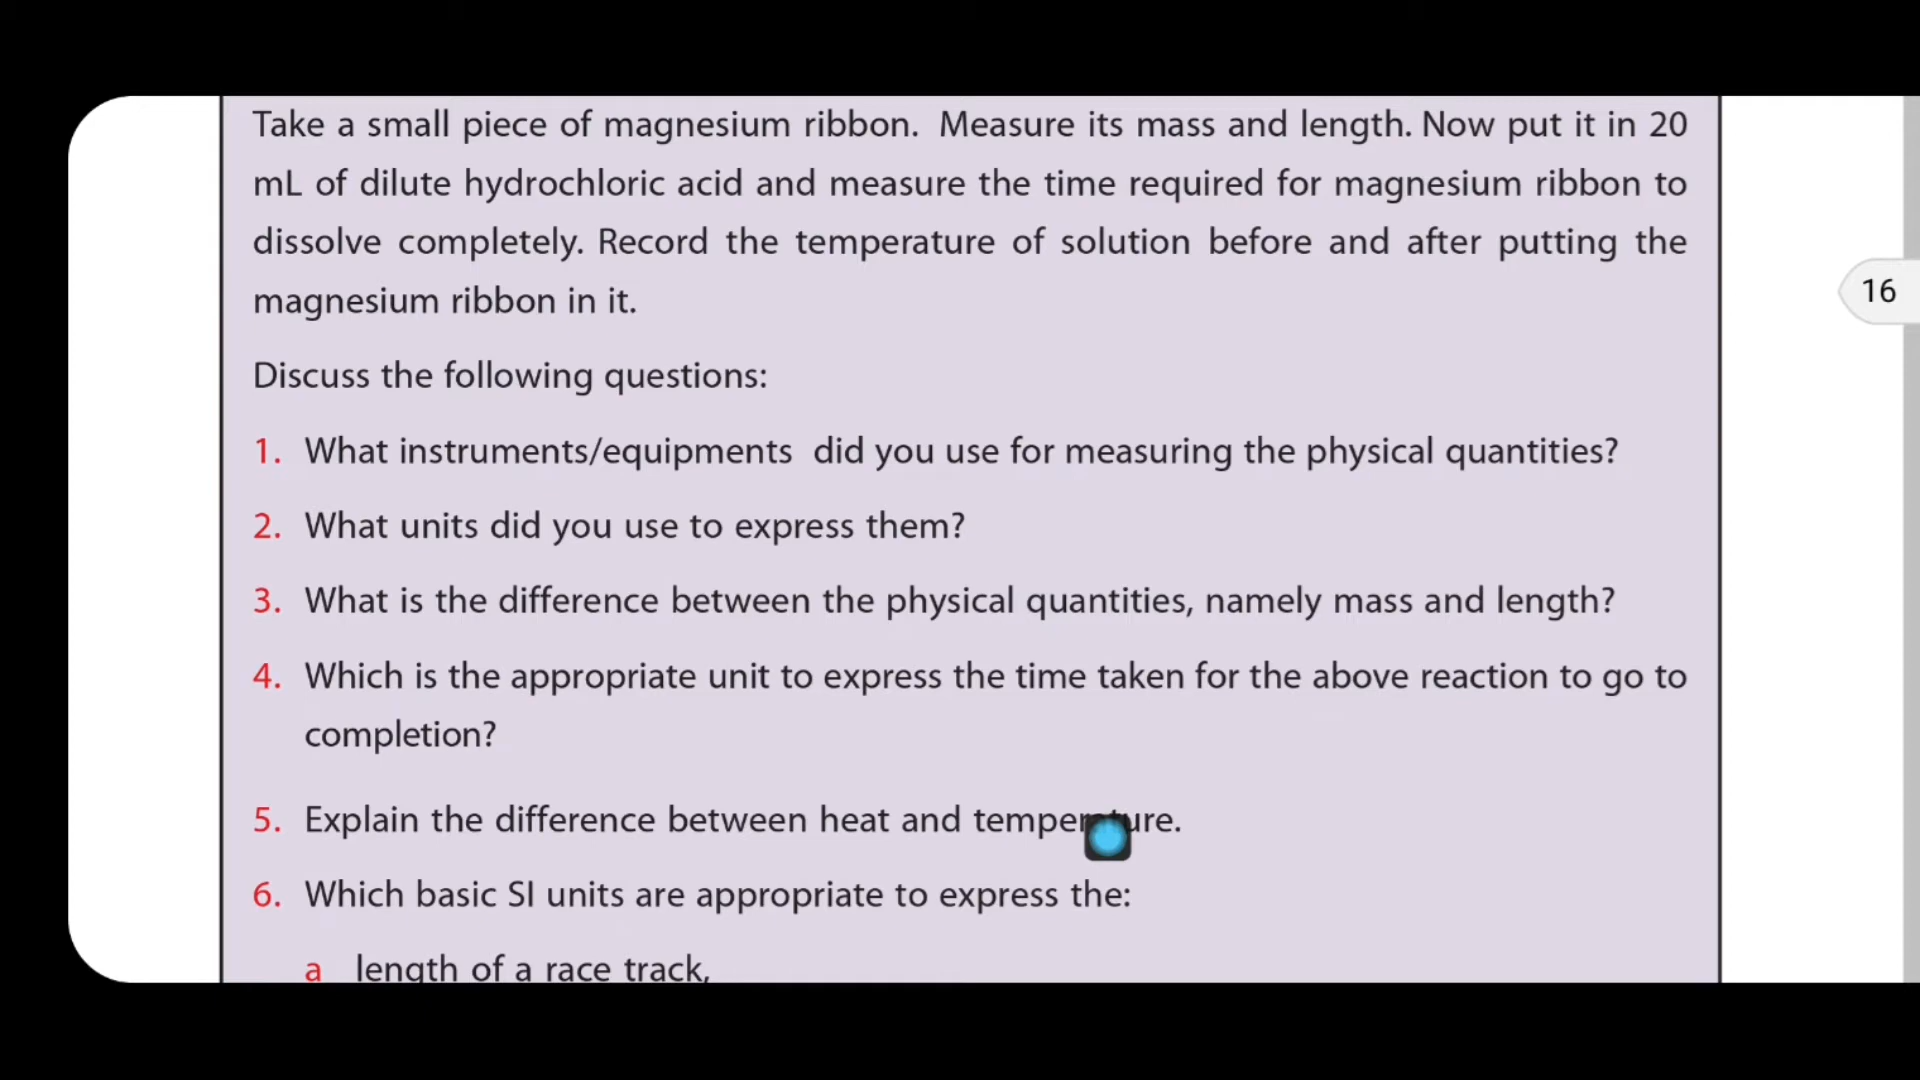 Take a small piece of magnesium ribbon. Measure its mass and length. Now put it in 20
mL of dilute hydrochloric acid and measure the time required for magnesium ribbon to
dissolve completely. Record the temperature of solution before and after putting the
magnesium ribbon in it.
16
Discuss the following questions:
1. What instruments/equipments did you use for measuring the physical quantities?
2. What units did you use to express them?
3. What is the difference between the physical quantities, namely mass and length?
4. Which is the appropriate unit to express the time taken for the above reaction to go to
completion?
5. Explain the difference between heat and temperature.
6. Which basic SI units are appropriate to express the:
a length of a race track,